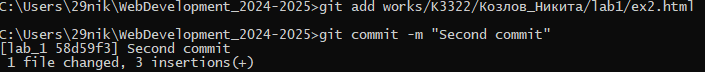 C:\Users\29nik\WebDevelopment_2024-2025>git add works/K3322/Козлов_Никита/lab1/ex2.html
C:\Users\29nik\WebDevelopment_2024-2025>git commit -m "Second commit"
[lab_1 58d59f3] Second commit
 1 file changed, 3 insertions(+)